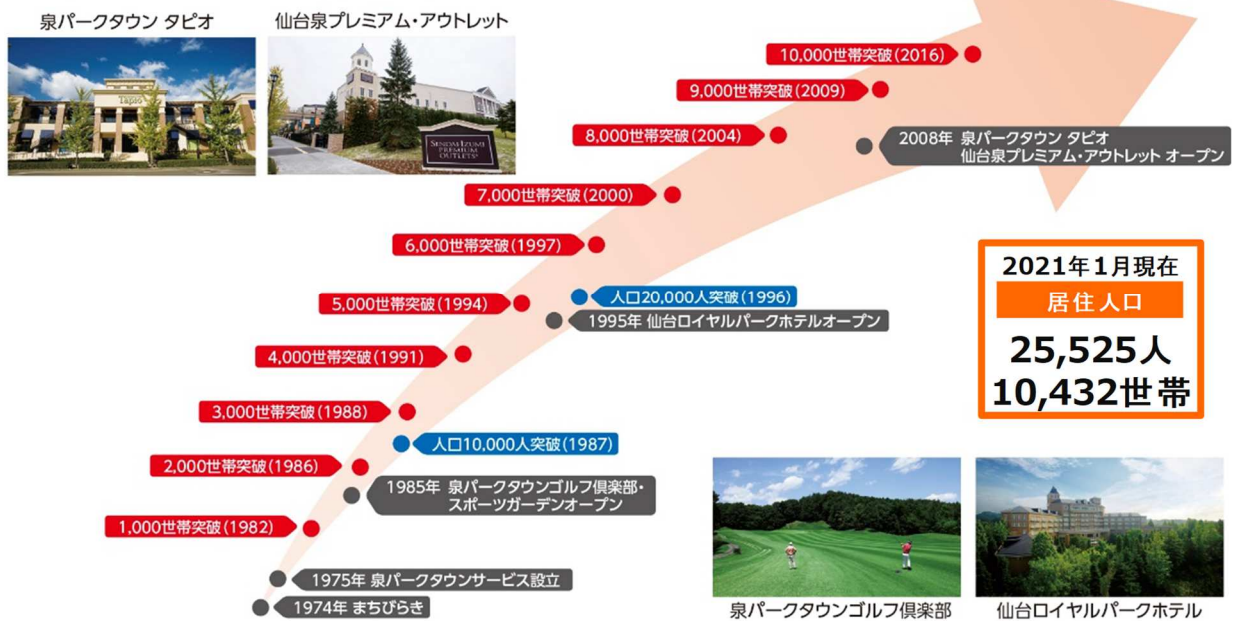 泉パークタウン タピオ
仙台泉プレミアム・アウトレット
Tapio
SENDAI IZUMI
PREMIUM
OUTLETS®
10,000世帯突破(2016)
9,000世帯突破(2009)
8,000世帯突破(2004)
2008年 泉パークタウン タピオ
仙台泉プレミアム・アウトレット オープン
7,000世帯突破(2000)
6,000世帯突破(1997)
5,000世帯突破(1994)
人口20,000人突破(1996)
1995年 仙台ロイヤルパークホテルオープン
4,000世帯突破(1991)
3,000世帯突破(1988)
人口10,000人突破(1987)
2,000世帯突破(1986)
1985年 泉パークタウンゴルフ倶楽部・
スポーツガーデンオープン
1,000世帯突破(1982)
1975年 泉パークタウンサービス設立
1974年 まちびらき
2021年1月現在
居住人口
25,525人
10,432世帯
泉パークタウンゴルフ倶楽部
仙台ロイヤルパークホテル